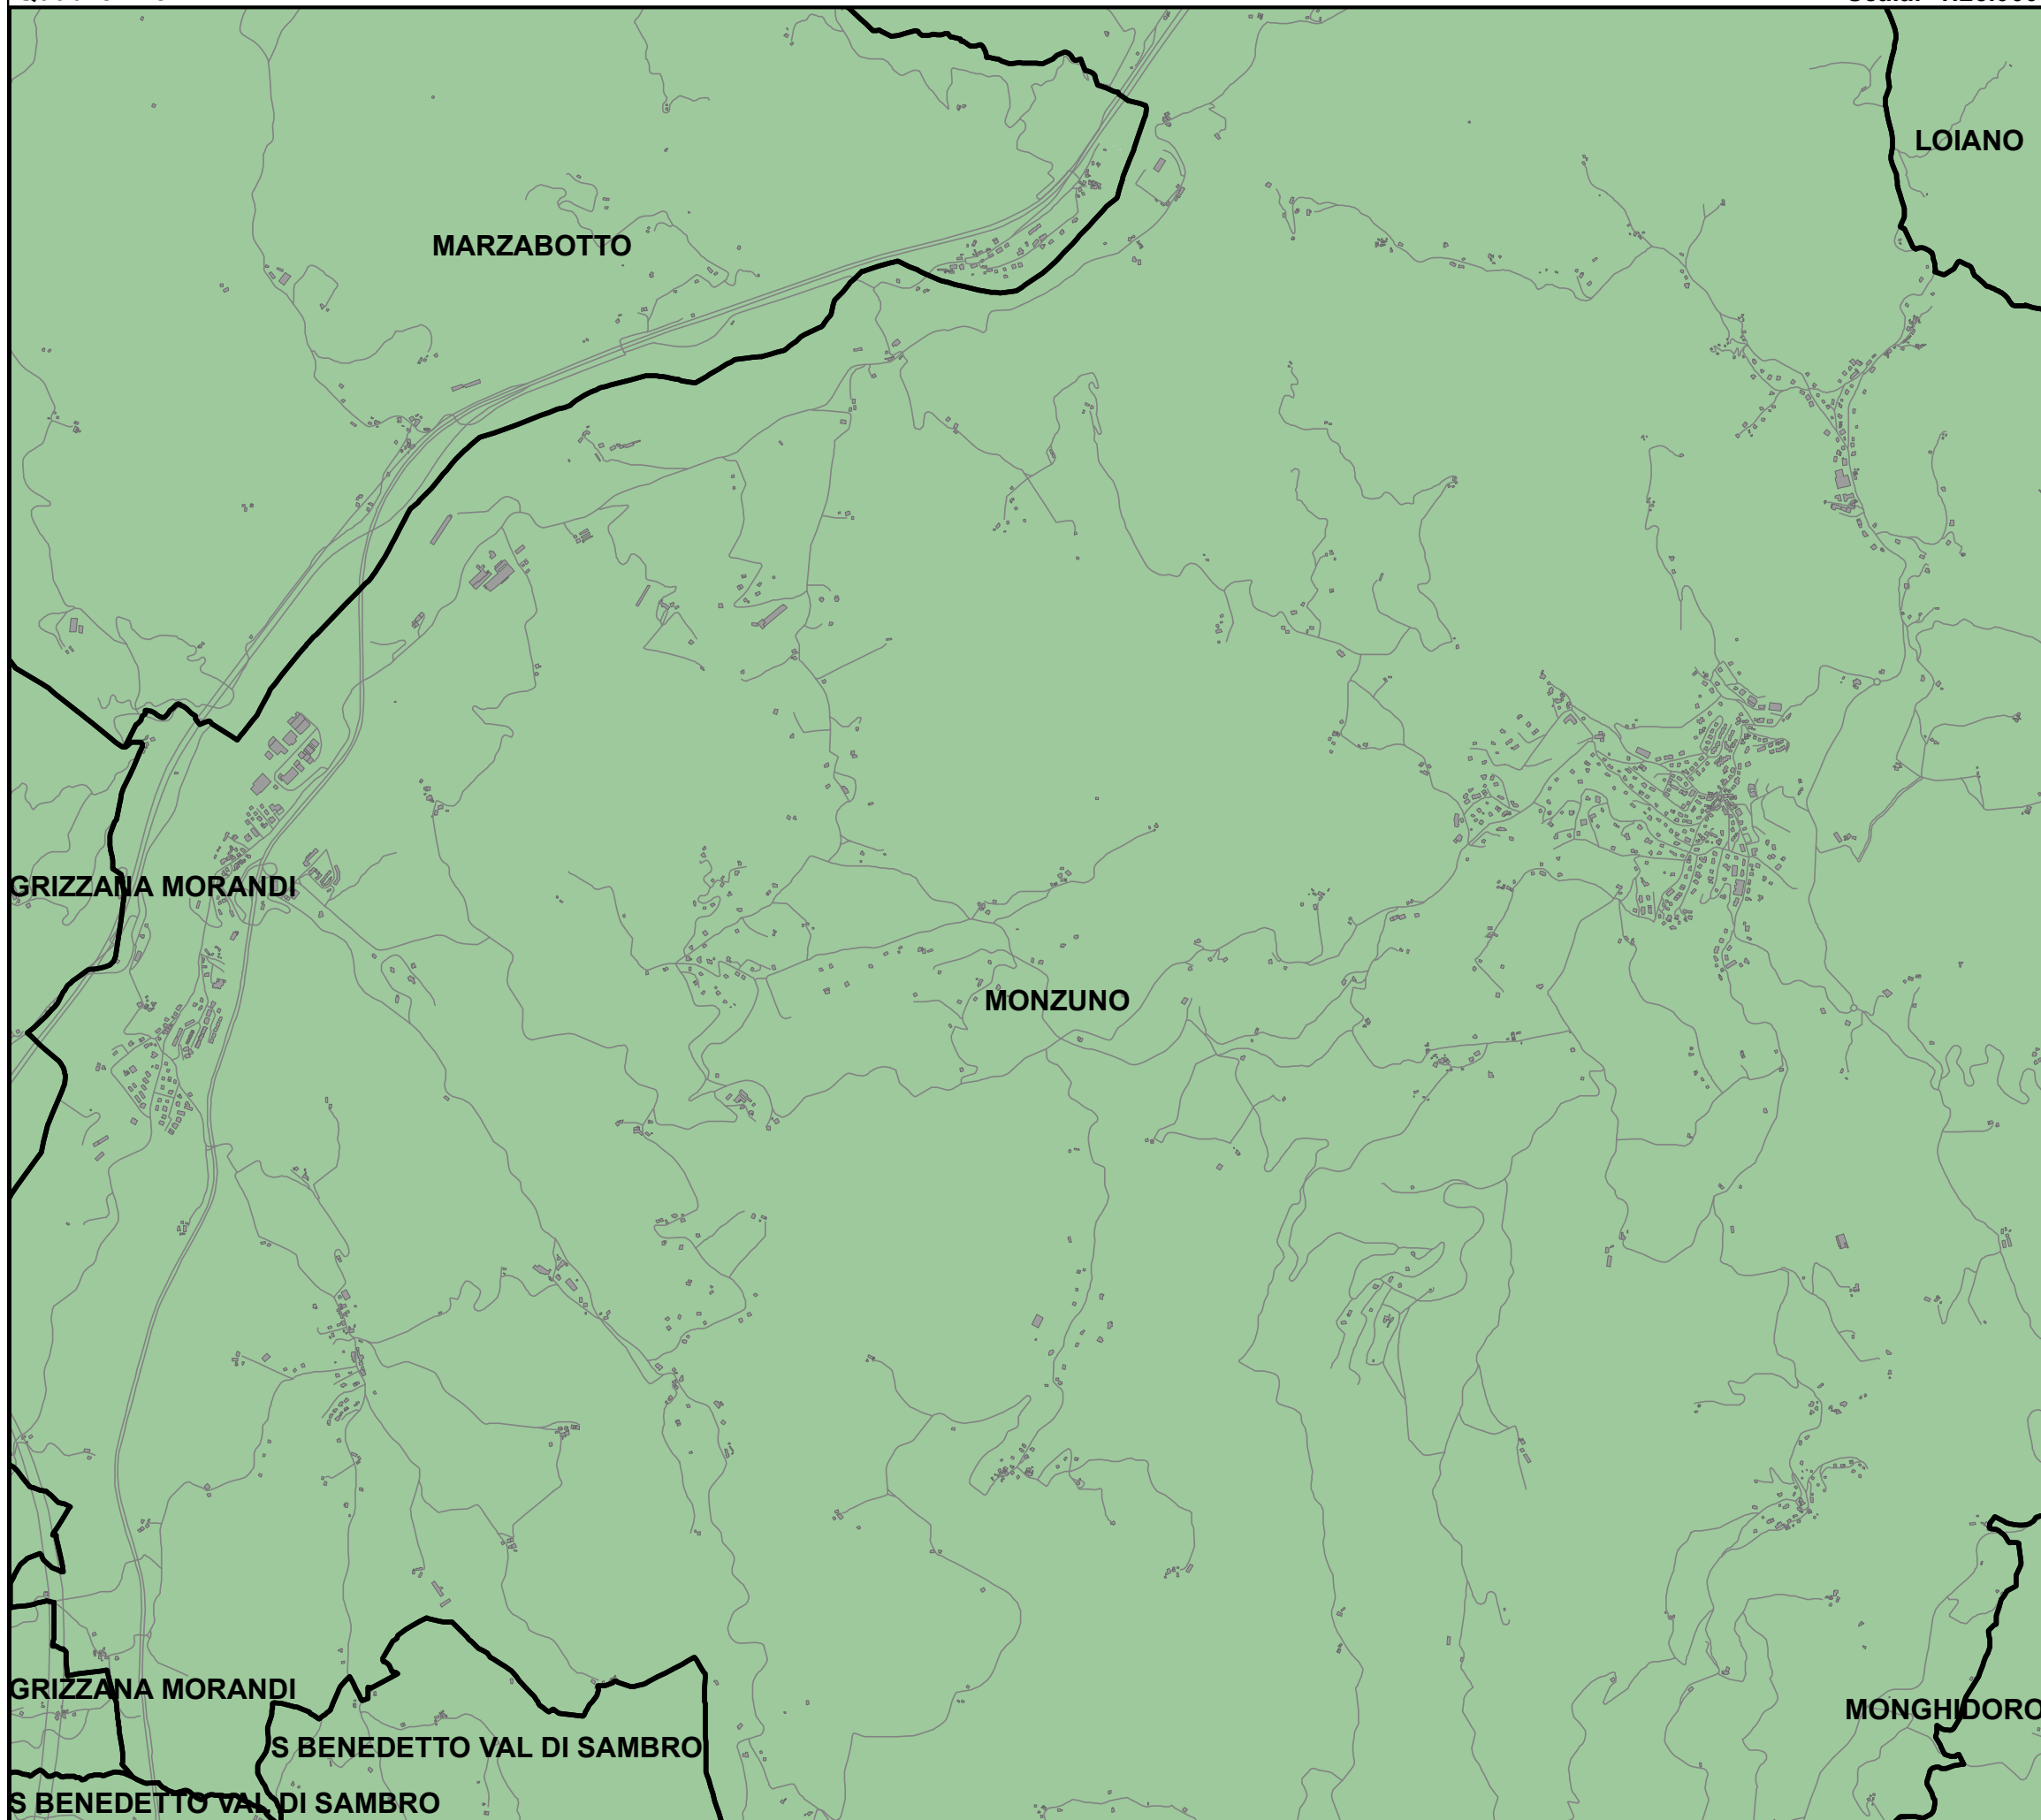 LOIANO
MARZABOTTO
GRIZZANA MORANDI
MONZUNO
GRIZZANA MORANDI
MONGHIDORO
S BENEDETTO VAL DI SAMBRO
S BENEDETTO VAL DI SAMBRO